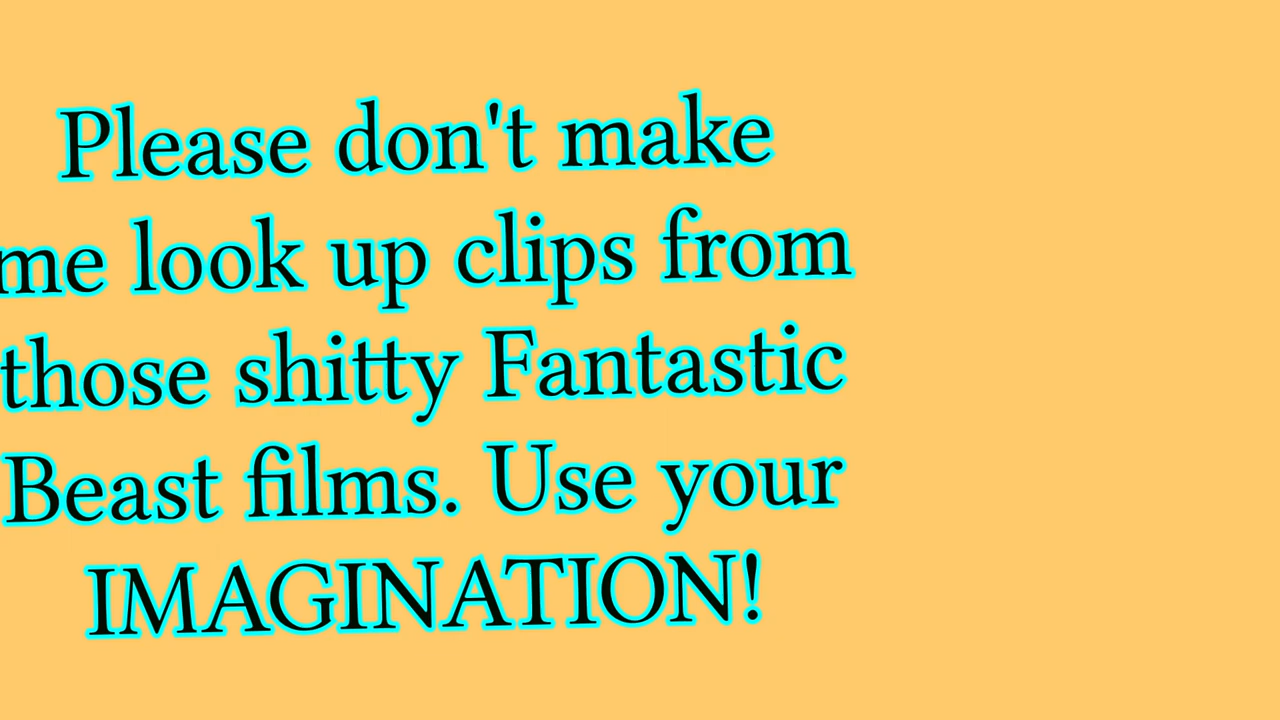 Please don't make
me look up clips from
those shitty Fantastic
Beast films. Use your
IMAGINATION!